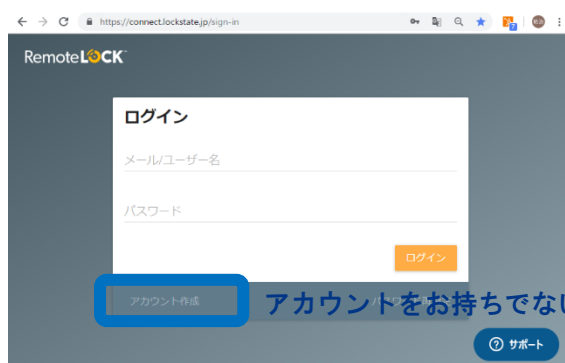 https://connect.lockstate.jp/sign-in
RemoteLOCK
ログイン
メール/ユーザー名
パスワード
ログイン
アカウント作成
アカウントをお持ちでない
サポート